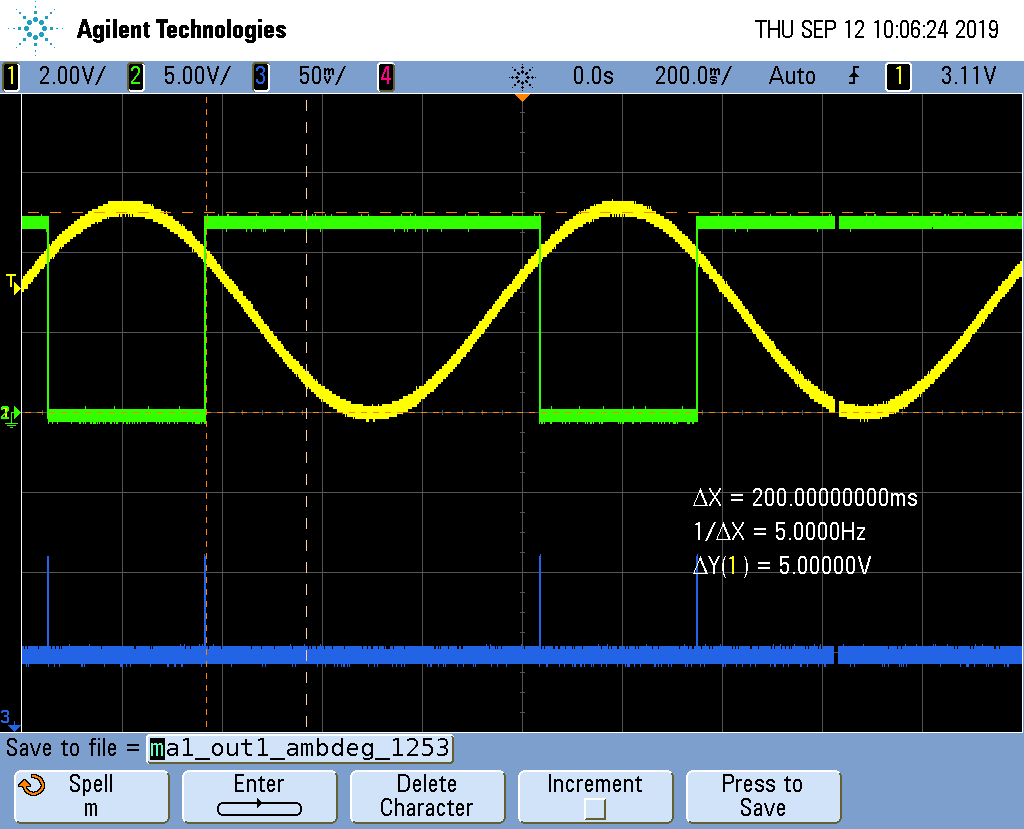 Agilent Technologies
THU SEP 12 10:06:24 2019
1 2.00V/ 2 5.00V/ 3 50mV/ 4 0.0s 200.0ms/ Auto 1 3.11V
T
2
ΔX = 200.00000000ms
1/ΔX = 5.0000Hz
ΔY(1) = 5.00000V
3
Save to file = ma1_out1_ambdeg_1253
Spell
m
Enter
Delete
Character
Increment
Press to
Save